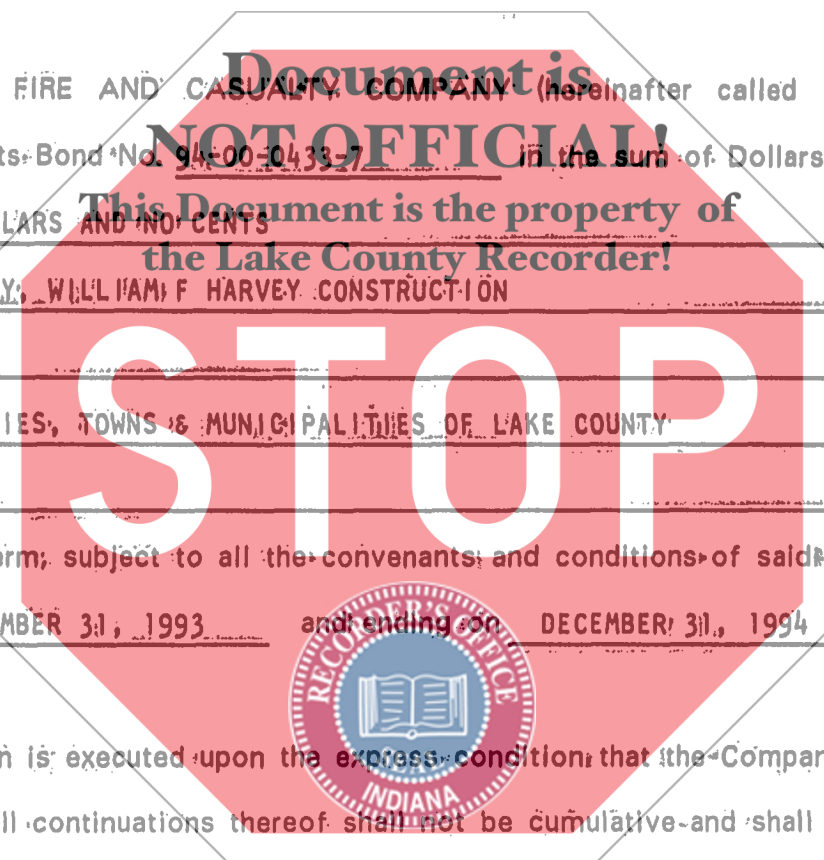 Document is
FIRE AND CASUALTY COMPANY (hereinafter called
NOT OFFICIAL!
ts Bond No. 94-00-0433-7 in the sum of Dollars
This Document is the property of
LARS AND NO CENTS
the Lake County Recorder!
Y, WILLIAM F HARVEY CONSTRUCTION
STOP
IES, TOWNS & MUNICIPALITIES OF LAKE COUNTY
erm, subject to all the convenants and conditions of said
MBER 31, 1993 and ending on DECEMBER 31, 1994
RECORDER'S OFFICE
SEAL
INDIANA
n is executed upon the express condition that the Compan
ll continuations thereof shall not be cumulative and shall